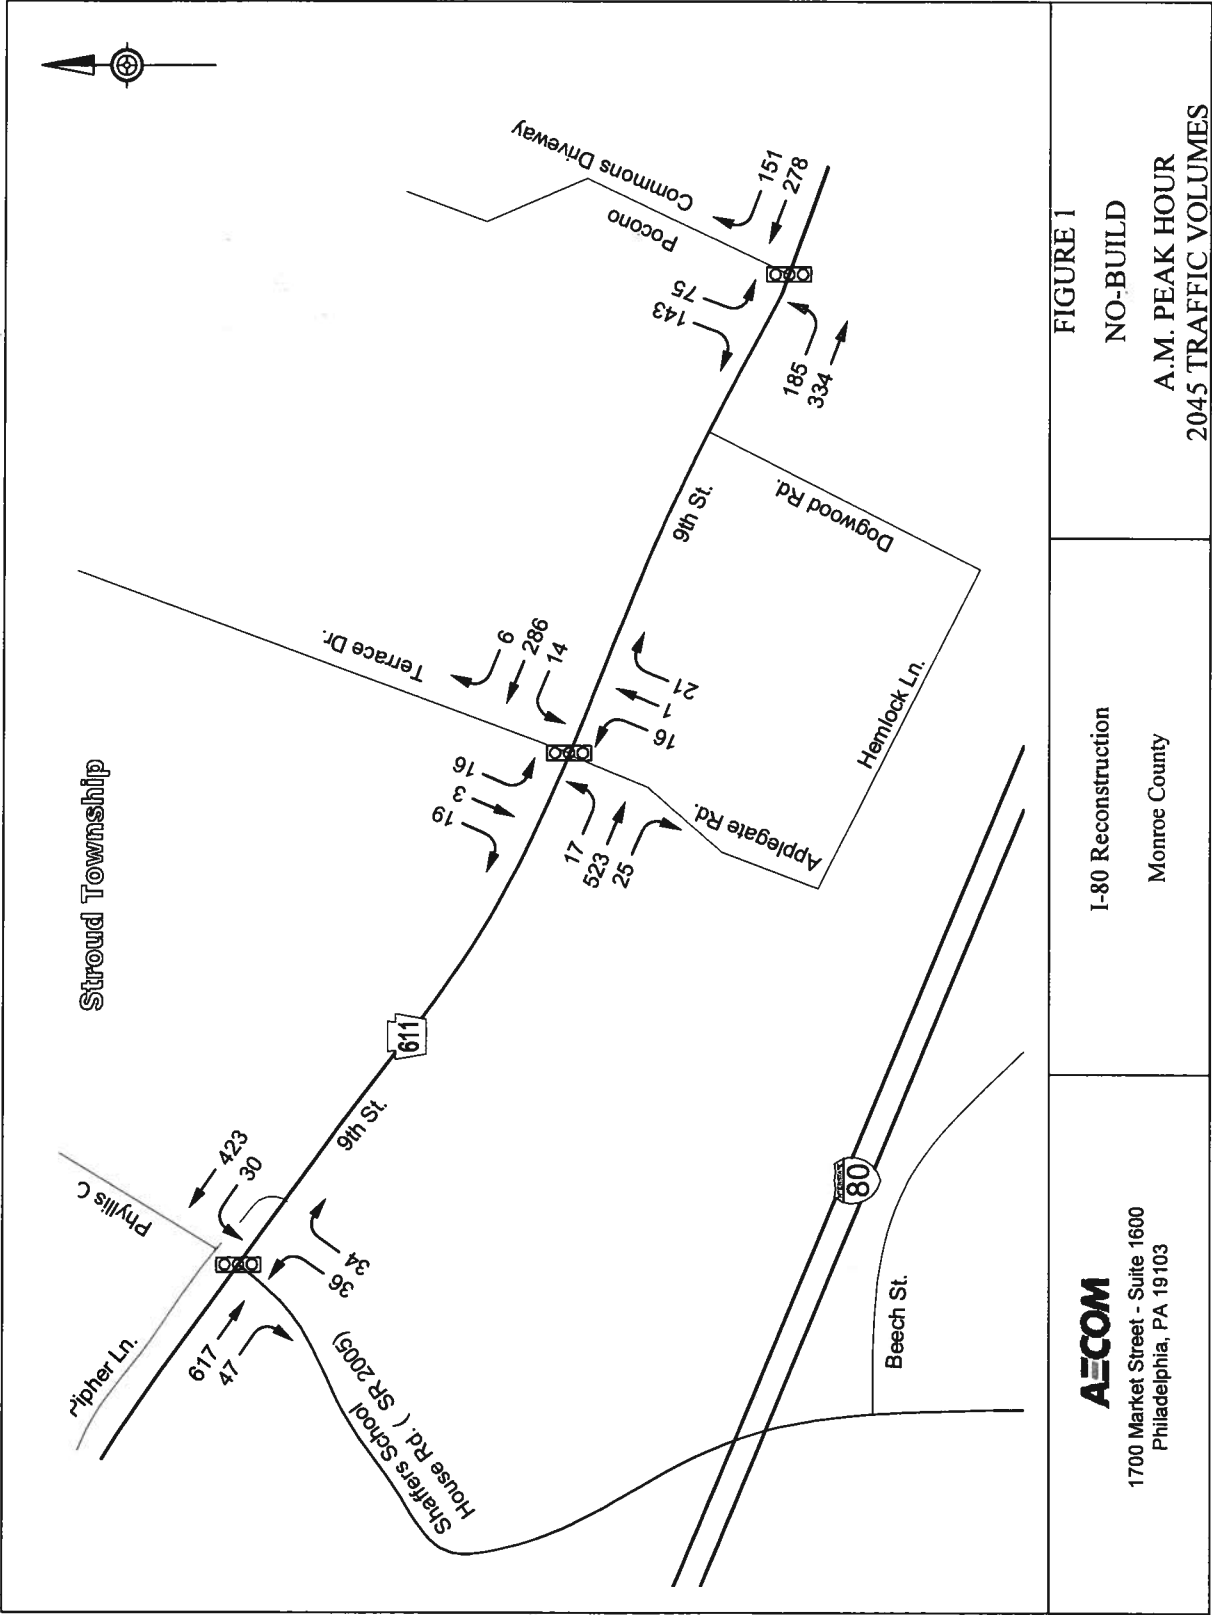 Stroud Township
Pipher Ln.
Phyllis C
423
30
617
47
36
34
Shaffers School
House Rd. ( SR 2005)
9th St.
611
Terrace Dr.
6
286
14
19
3
16
17
523
25
16
1
21
Applegate Rd.
Hemlock Ln.
Dogwood Rd.
9th St.
Pocono
Commons Driveway
151
278
143
75
185
334
80
Beech St.
AECOM
1700 Market Street - Suite 1600
Philadelphia, PA 19103
I-80 Reconstruction
Monroe County
FIGURE 1
NO-BUILD
A.M. PEAK HOUR
2045 TRAFFIC VOLUMES